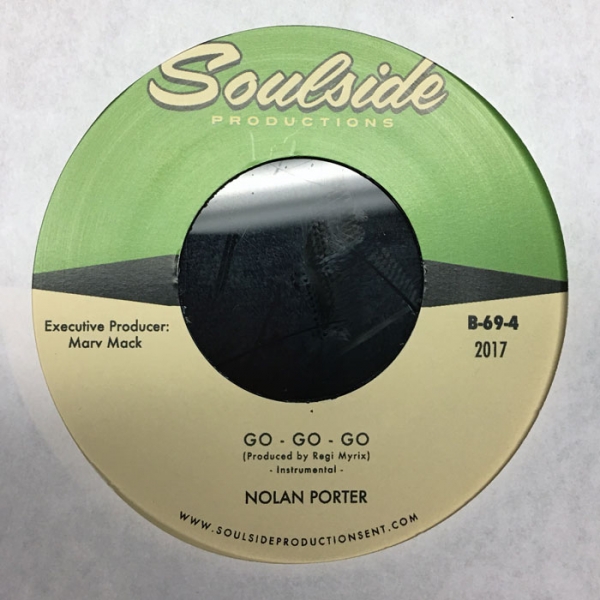 Soulside
PRODUCTIONS
Executive Producer:
Marv Mack
B-69-4
2017
GO - GO - GO
(Produced by Regi Myrix)
- Instrumental -
NOLAN PORTER
WWW.SOULSIDEPRODUCTIONSENT.COM